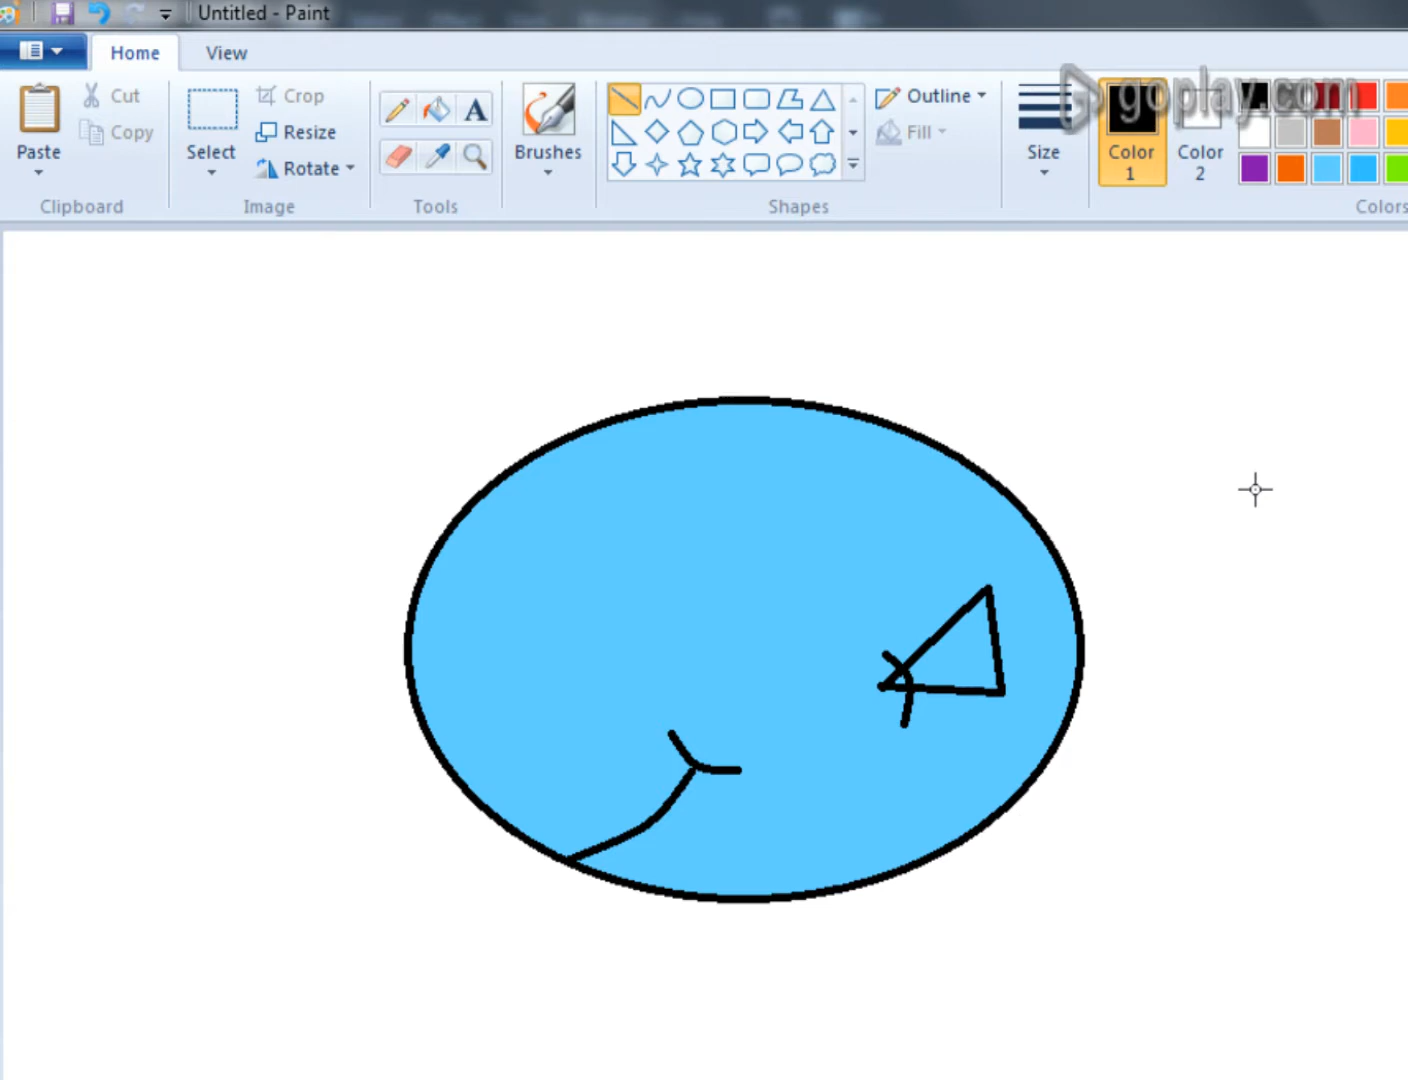 Untitled - Paint
Home View
Paste
Cut
Copy
Clipboard
Select
Crop
Resize
Rotate
Image
A
Tools
Brushes
Shapes
Outline
Fill
Size
Color 1
Color 2
Colors
goplay.com